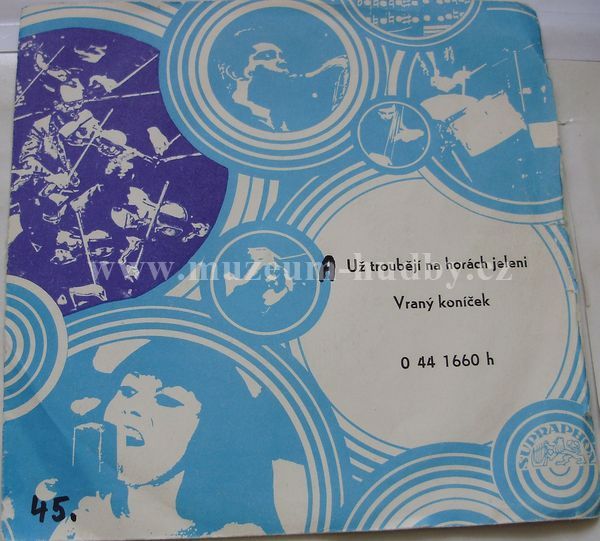 www.muzeum-hudby.cz
A Už troubějí na horách jeleni
Vraný koníček
0 44 1660 h
SUPRAPHON
45.